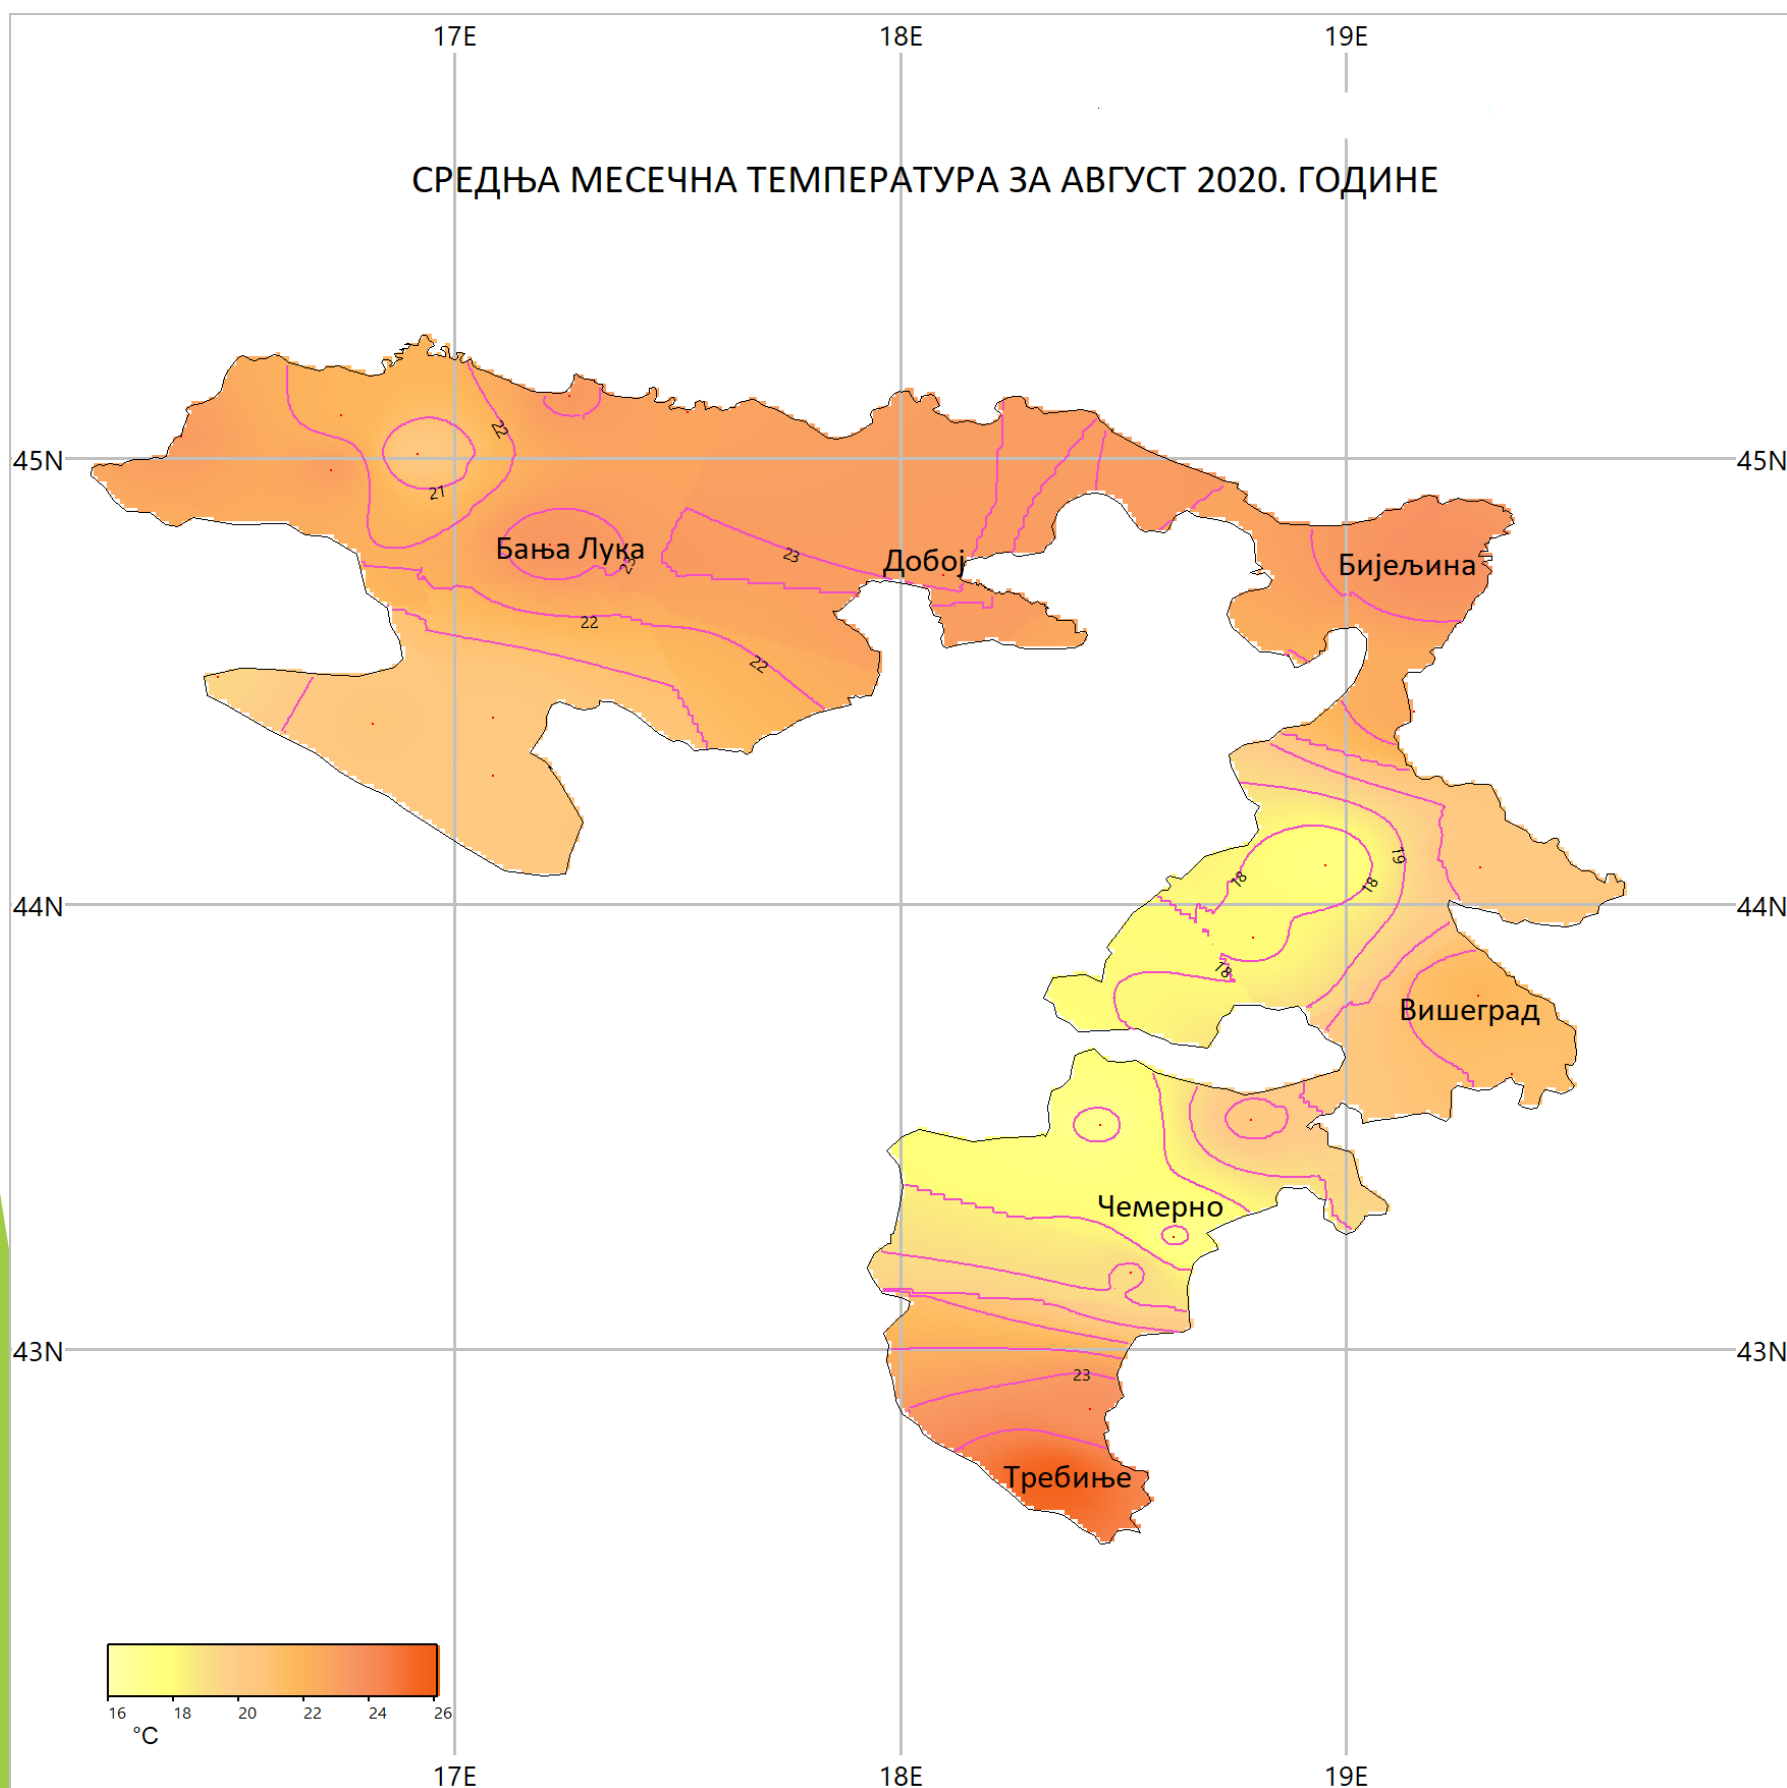 17E 18E 19E
СРЕДЊА МЕСЕЧНА ТЕМПЕРАТУРА ЗА АВГУСТ 2020. ГОДИНЕ
22
45N 45N
21
Бања Лука 23 23 Добој Бијељина
22
22
19
18 18
44N 44N
18
Вишеград
Чемерно
43N 43N
23
Требиње
16 18 20 22 24 26
°C
17E 18E 19E